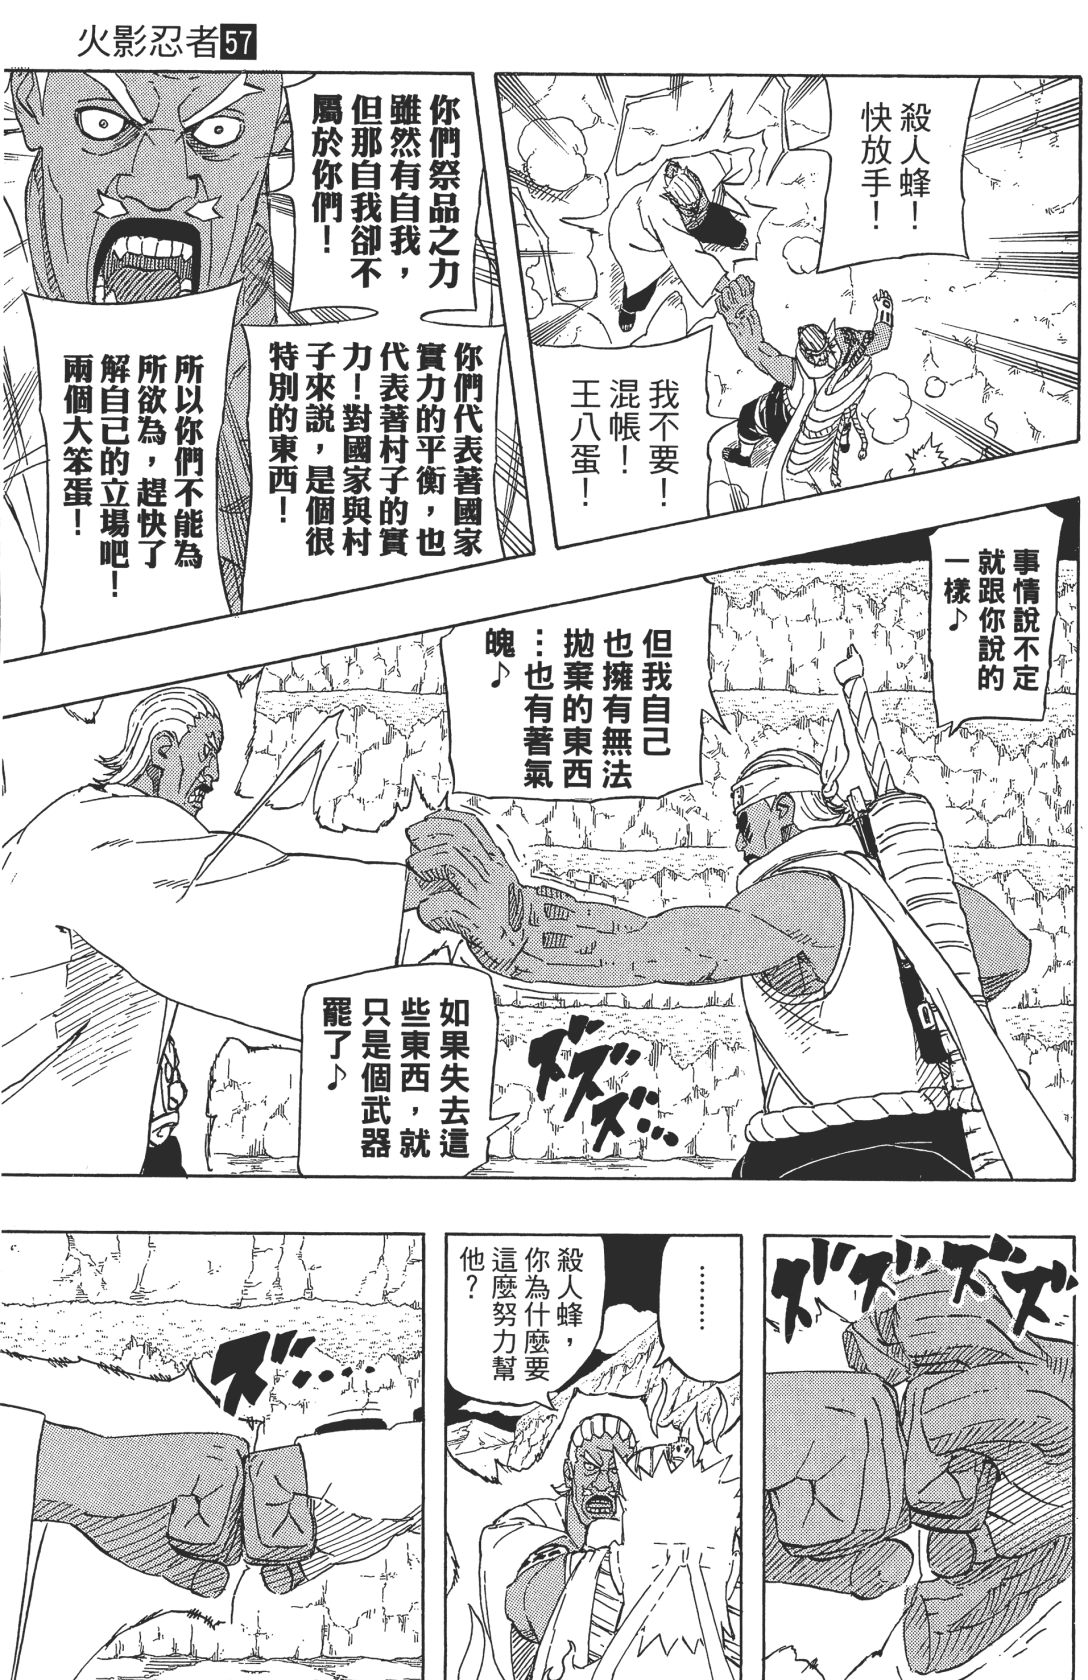 火影忍者57
殺人蜂！
快放手！
我不要！
混帳！
王八蛋！
你們祭品之力
雖然有自我，
但那自我卻不
屬於你們！
你們代表著國家
實力的平衡，也
代表著村子的實
力！對國家與村
子來説，是個很
特別的東西！
所以你們不能為
所欲為，趕快了
解自己的立場吧！
兩個大笨蛋！
事情說不定
就跟你說的
一樣♪
但我自己
也擁有無法
拋棄的東西
…也有著氣
魄♪
如果失去這
些東西，就
只是個武器
罷了♪
ズズ
ズズ
ズズズ
………
殺人蜂，
你為什麼要
這麼努力幫
他？
ズズ…